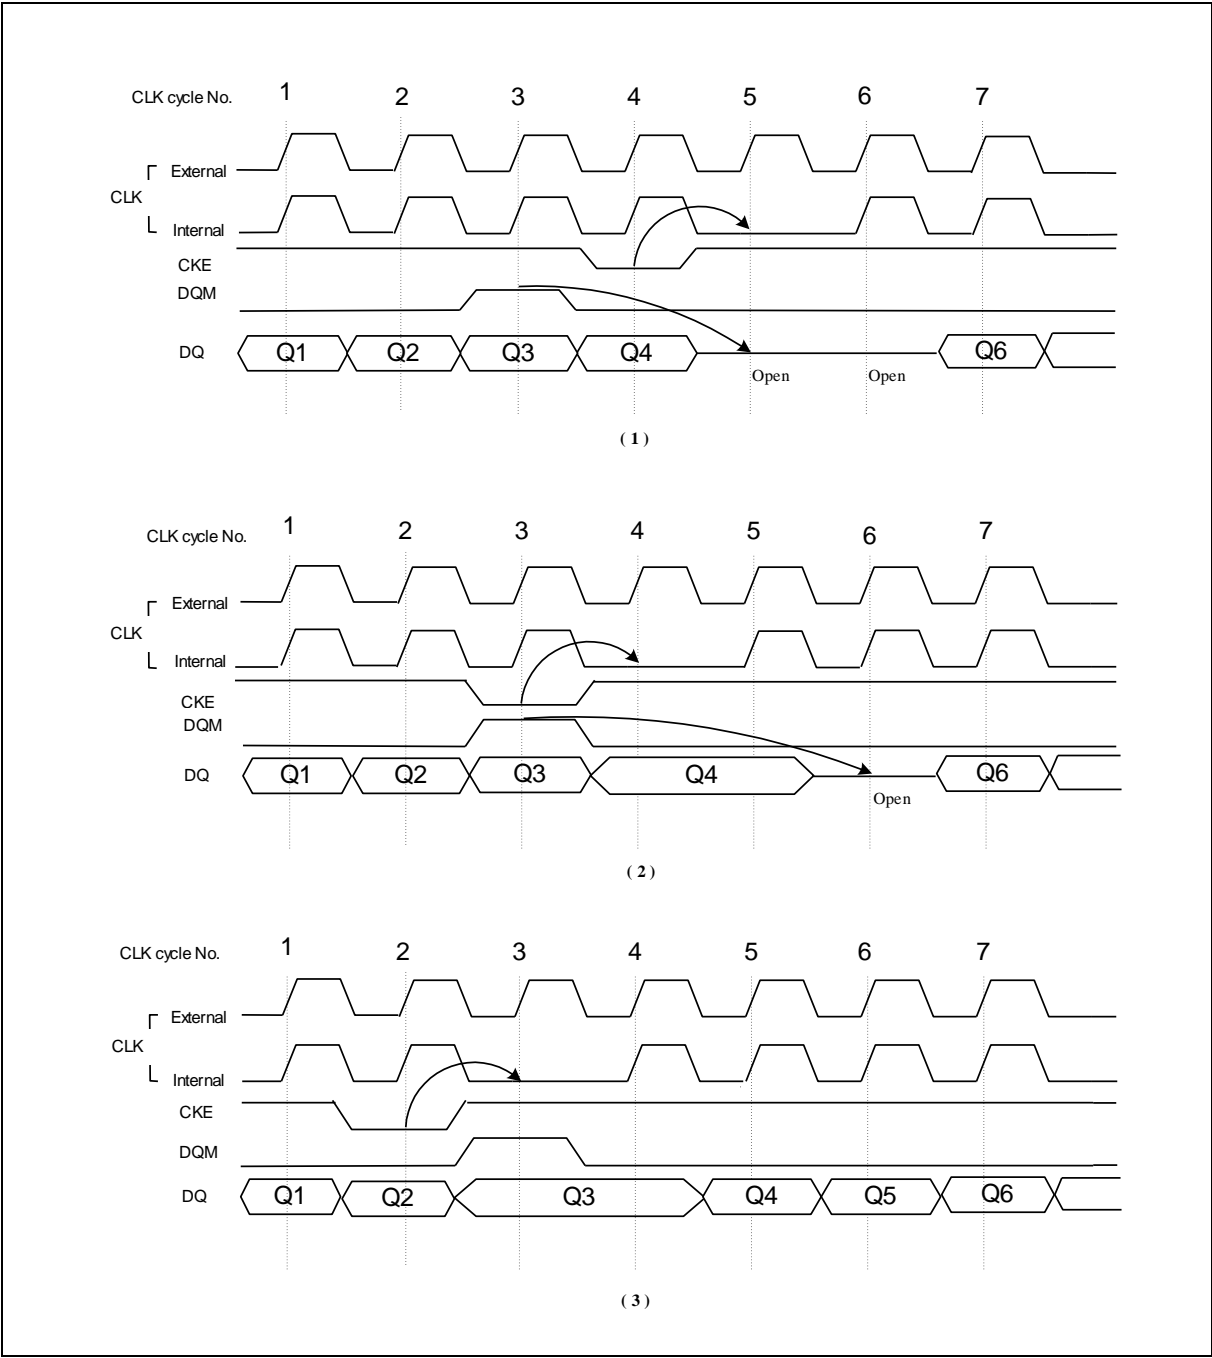 CLK cycle No. 1 2 3 4 5 6 7
External
CLK
Internal
CKE
DQM
DQ Q1 Q2 Q3 Q4 Q6
Open Open
( 1 )
CLK cycle No. 1 2 3 4 5 6 7
External
CLK
Internal
CKE
DQM
DQ Q1 Q2 Q3 Q4 Q6
Open
( 2 )
CLK cycle No. 1 2 3 4 5 6 7
External
CLK
Internal
CKE
DQM
DQ Q1 Q2 Q3 Q4 Q5 Q6
( 3 )